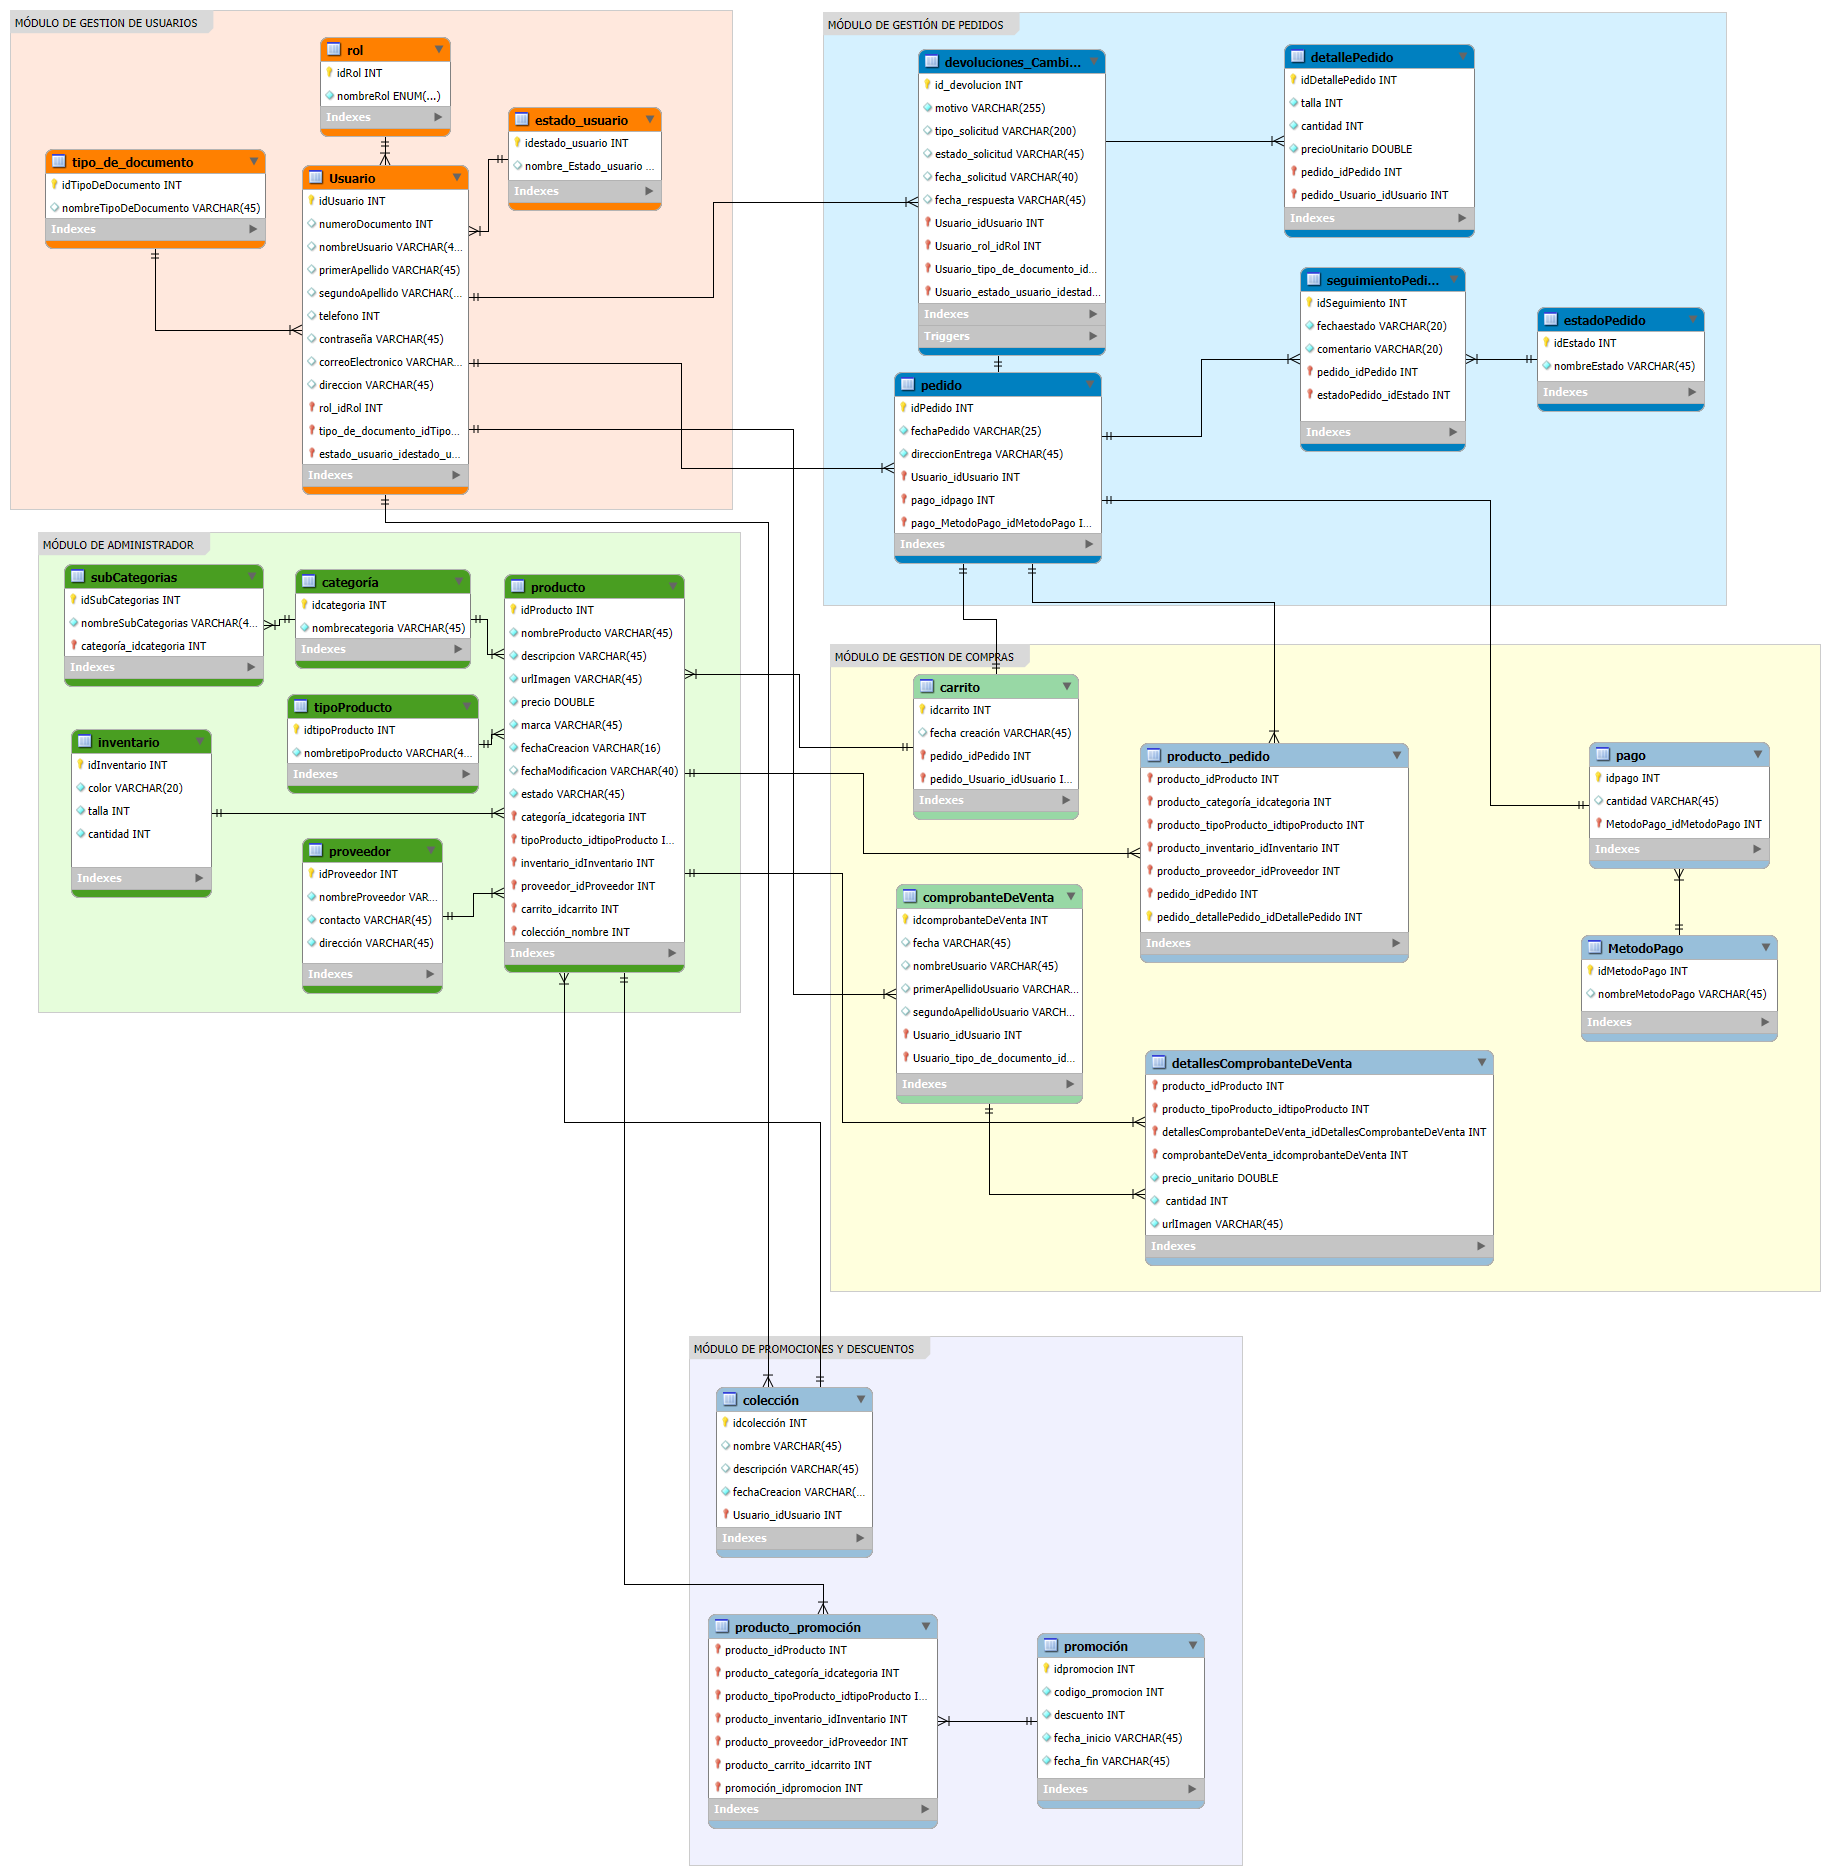 MÓDULO DE GESTION DE USUARIOS
rol
idRol INT
nombreRol ENUM(...)
Indexes
estado_usuario
idestado_usuario INT
nombre_Estado_usuario ...
Indexes
tipo_de_documento
idTipoDeDocumento INT
nombreTipoDeDocumento VARCHAR(45)
Indexes
Usuario
idUsuario INT
numeroDocumento INT
nombreUsuario VARCHAR(4...
primerApellido VARCHAR(45)
segundoApellido VARCHAR(...
telefono INT
contraseña VARCHAR(45)
correoElectronico VARCHAR...
direccion VARCHAR(45)
rol_idRol INT
tipo_de_documento_idTipo...
estado_usuario_idestado_u...
Indexes
MÓDULO DE GESTIÓN DE PEDIDOS
devoluciones_Cambi...
id_devolucion INT
motivo VARCHAR(255)
tipo_solicitud VARCHAR(200)
estado_solicitud VARCHAR(45)
fecha_solicitud VARCHAR(40)
fecha_respuesta VARCHAR(45)
Usuario_idUsuario INT
Usuario_rol_idRol INT
Usuario_tipo_de_documento_id...
Usuario_estado_usuario_idestad...
Indexes
Triggers
detallePedido
idDetallePedido INT
talla INT
cantidad INT
precioUnitario DOUBLE
pedido_idPedido INT
pedido_Usuario_idUsuario INT
Indexes
seguimientoPedi...
idSeguimiento INT
fechaestado VARCHAR(20)
comentario VARCHAR(20)
pedido_idPedido INT
estadoPedido_idEstado INT
Indexes
estadoPedido
idEstado INT
nombreEstado VARCHAR(45)
Indexes
pedido
idPedido INT
fechaPedido VARCHAR(25)
direccionEntrega VARCHAR(45)
Usuario_idUsuario INT
pago_idpago INT
pago_MetodoPago_idMetodoPago I...
Indexes
MÓDULO DE ADMINISTRADOR
subCategorias
idSubCategorias INT
nombreSubCategorias VARCHAR(4...
categoría_idcategoria INT
Indexes
categoría
idcategoria INT
nombrecategoria VARCHAR(45)
Indexes
tipoProducto
idtipoProducto INT
nombretipoProducto VARCHAR(4...
Indexes
inventario
idInventario INT
color VARCHAR(20)
talla INT
cantidad INT
Indexes
proveedor
idProveedor INT
nombreProveedor VAR...
contacto VARCHAR(45)
dirección VARCHAR(45)
Indexes
producto
idProducto INT
nombreProducto VARCHAR(45)
descripcion VARCHAR(45)
urlImagen VARCHAR(45)
precio DOUBLE
marca VARCHAR(45)
fechaCreacion VARCHAR(16)
fechaModificacion VARCHAR(40)
estado VARCHAR(45)
categoría_idcategoria INT
tipoProducto_idtipoProducto I...
inventario_idInventario INT
proveedor_idProveedor INT
carrito_idcarrito INT
colección_nombre INT
Indexes
MÓDULO DE GESTION DE COMPRAS
carrito
idcarrito INT
fecha creación VARCHAR(45)
pedido_idPedido INT
pedido_Usuario_idUsuario I...
Indexes
producto_pedido
producto_idProducto INT
producto_categoría_idcategoria INT
producto_tipoProducto_idtipoProducto INT
producto_inventario_idInventario INT
producto_proveedor_idProveedor INT
pedido_idPedido INT
pedido_detallePedido_idDetallePedido INT
Indexes
pago
idpago INT
cantidad VARCHAR(45)
MetodoPago_idMetodoPago INT
Indexes
comprobanteDeVenta
idcomprobanteDeVenta INT
fecha VARCHAR(45)
nombreUsuario VARCHAR(45)
primerApellidoUsuario VARCHAR...
segundoApellidoUsuario VARCH...
Usuario_idUsuario INT
Usuario_tipo_de_documento_id...
Indexes
MetodoPago
idMetodoPago INT
nombreMetodoPago VARCHAR(45)
Indexes
detallesComprobanteDeVenta
producto_idProducto INT
producto_tipoProducto_idtipoProducto INT
detallesComprobanteDeVenta_idDetallesComprobanteDeVenta INT
comprobanteDeVenta_idcomprobanteDeVenta INT
precio_unitario DOUBLE
cantidad INT
urlImagen VARCHAR(45)
Indexes
MÓDULO DE PROMOCIONES Y DESCUENTOS
colección
idcolección INT
nombre VARCHAR(45)
descripción VARCHAR(45)
fechaCreacion VARCHAR(...
Usuario_idUsuario INT
Indexes
producto_promoción
producto_idProducto INT
producto_categoría_idcategoria INT
producto_tipoProducto_idtipoProducto I...
producto_inventario_idInventario INT
producto_proveedor_idProveedor INT
producto_carrito_idcarrito INT
promoción_idpromocion INT
Indexes
promoción
idpromocion INT
codigo_promocion INT
descuento INT
fecha_inicio VARCHAR(45)
fecha_fin VARCHAR(45)
Indexes